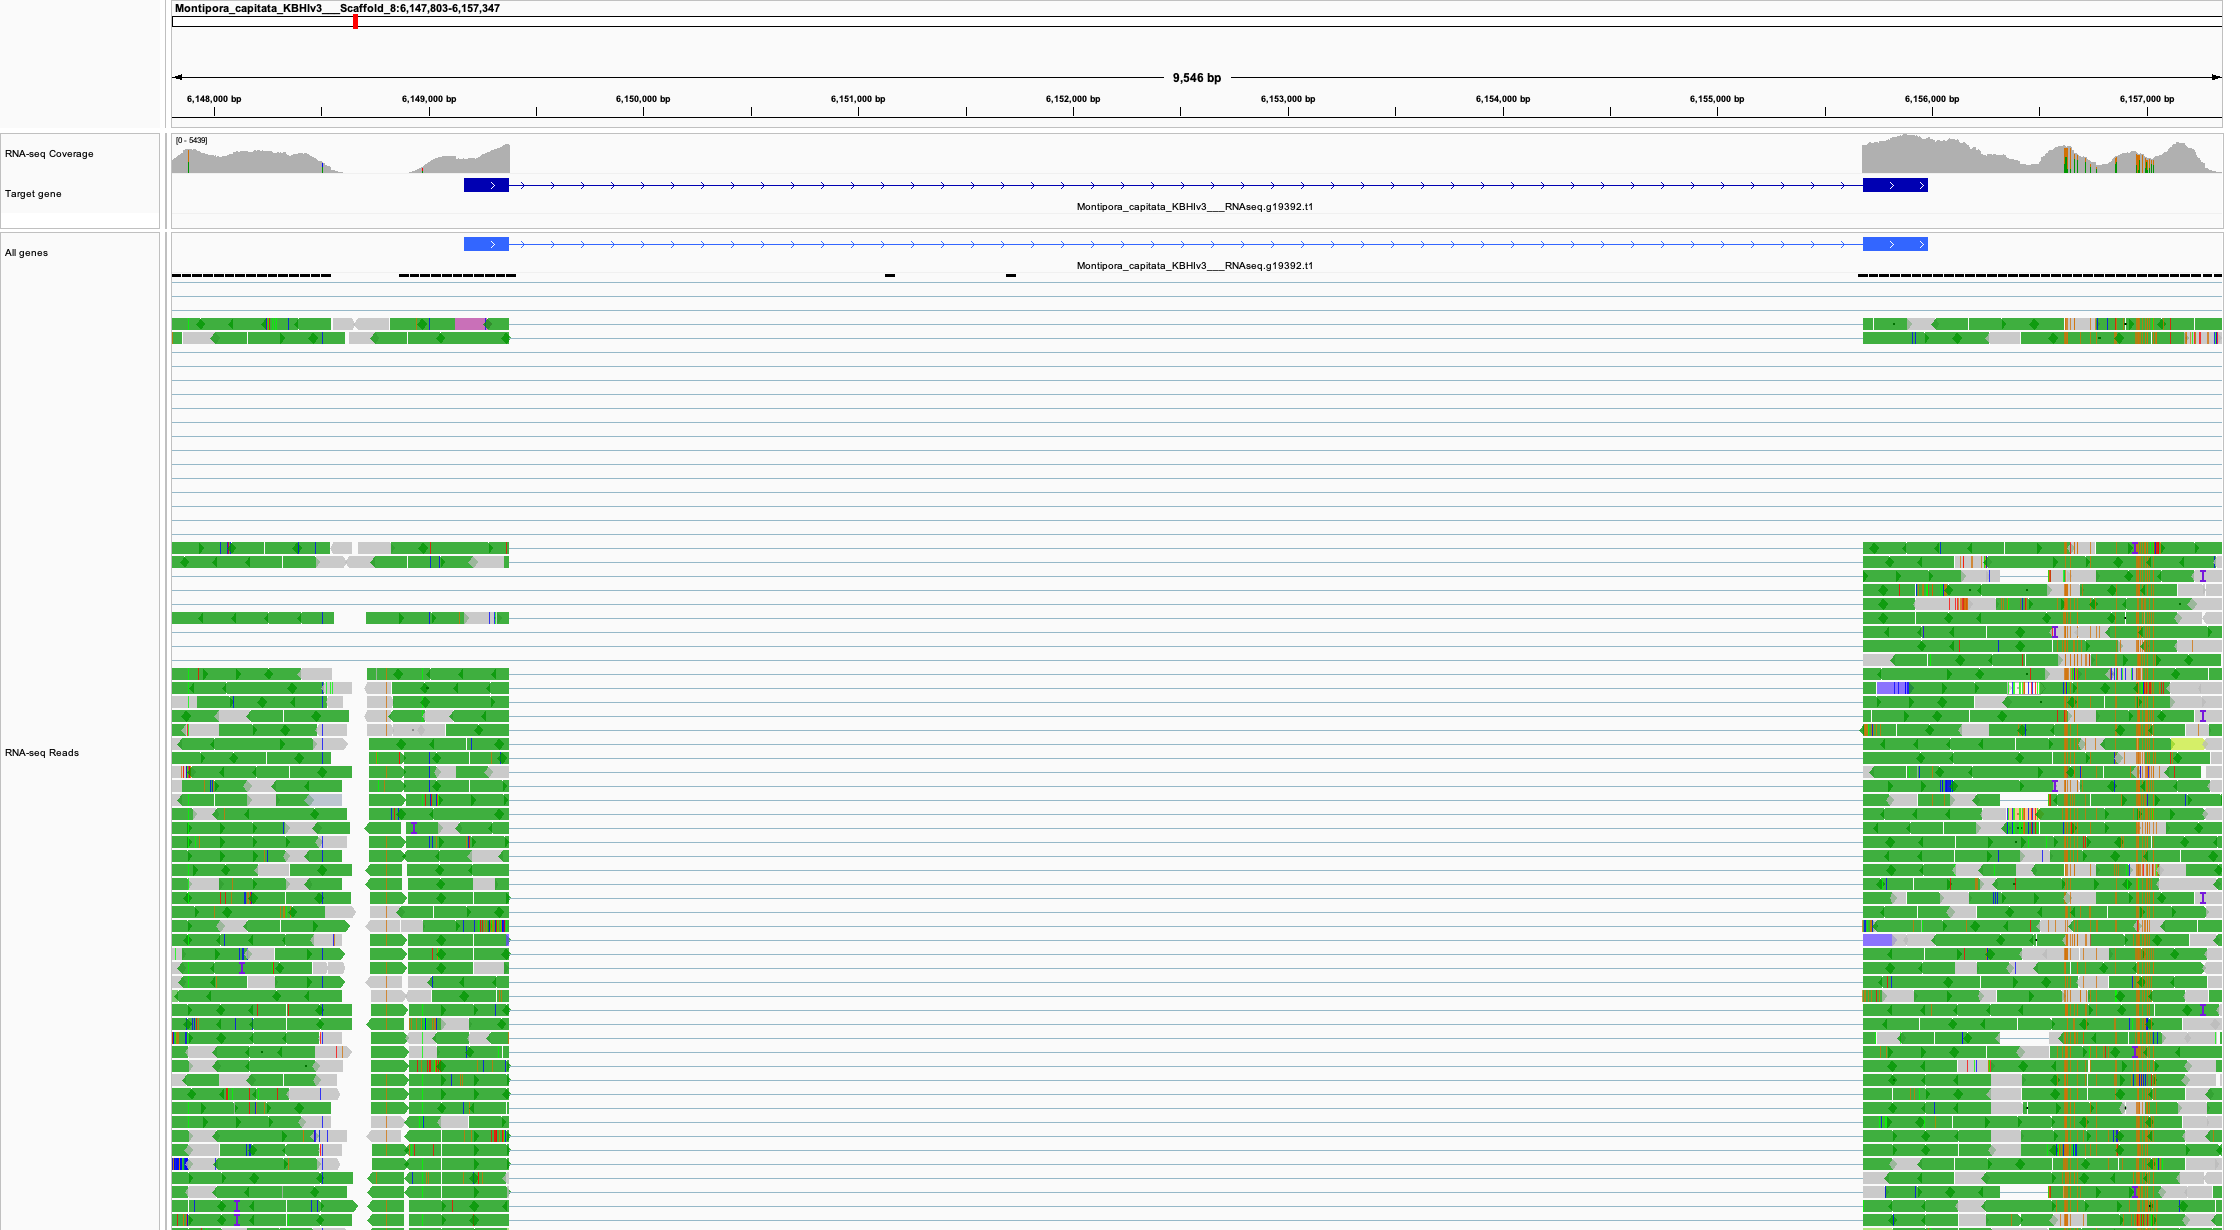 Montipora_capitata_KBHIv3___Scaffold_8:6,147,803-6,157,347
9,546 bp
6,148,000 bp 6,149,000 bp 6,150,000 bp 6,151,000 bp 6,152,000 bp 6,153,000 bp 6,154,000 bp 6,155,000 bp 6,156,000 bp 6,157,000 bp
[0 - 5439]
RNA-seq Coverage
Target gene
Montipora_capitata_KBHIv3___RNAseq.g19392.t1
All genes
Montipora_capitata_KBHIv3___RNAseq.g19392.t1
RNA-seq Reads